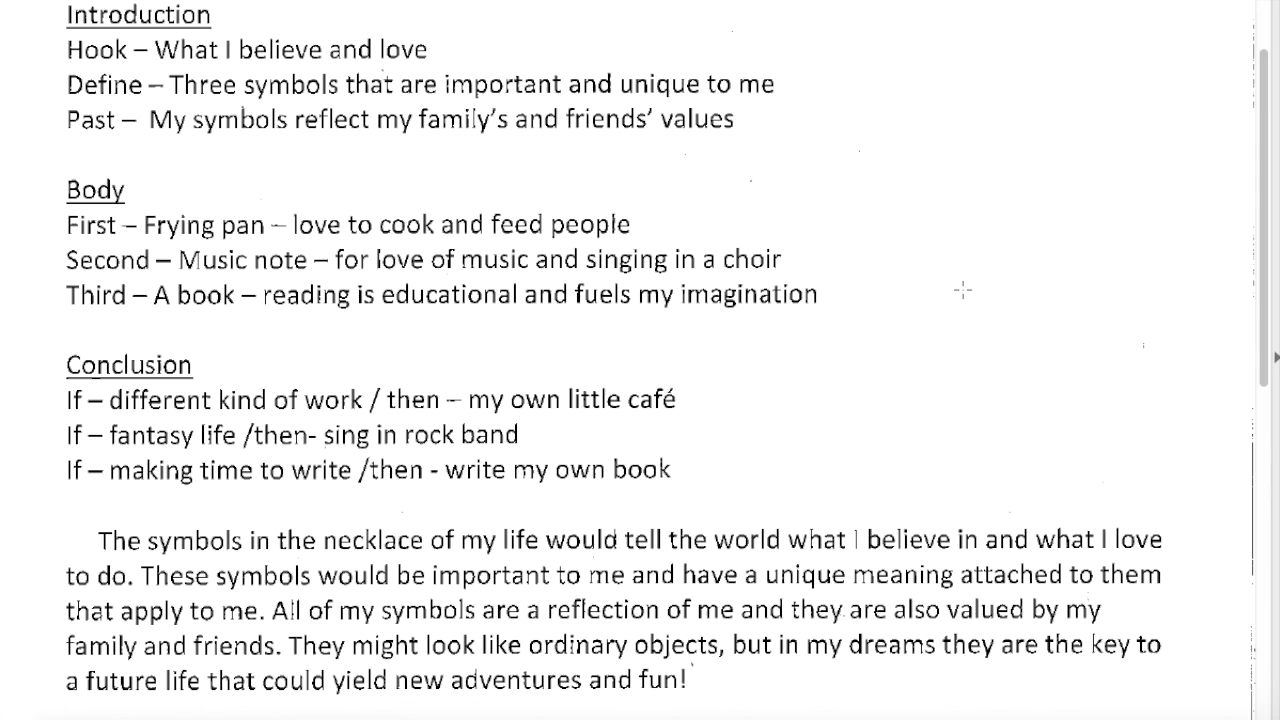 Introduction
Hook – What I believe and love
Define – Three symbols that are important and unique to me
Past –  My symbols reflect my family's and friends' values
Body
First – Frying pan – love to cook and feed people
Second – Music note – for love of music and singing in a choir
Third – A book – reading is educational and fuels my imagination
Conclusion
If – different kind of work / then – my own little café
If – fantasy life /then- sing in rock band
If – making time to write /then - write my own book
The symbols in the necklace of my life would tell the world what I believe in and what I love
to do. These symbols would be important to me and have a unique meaning attached to them
that apply to me. All of my symbols are a reflection of me and they are also valued by my
family and friends. They might look like ordinary objects, but in my dreams they are the key to
a future life that could yield new adventures and fun!